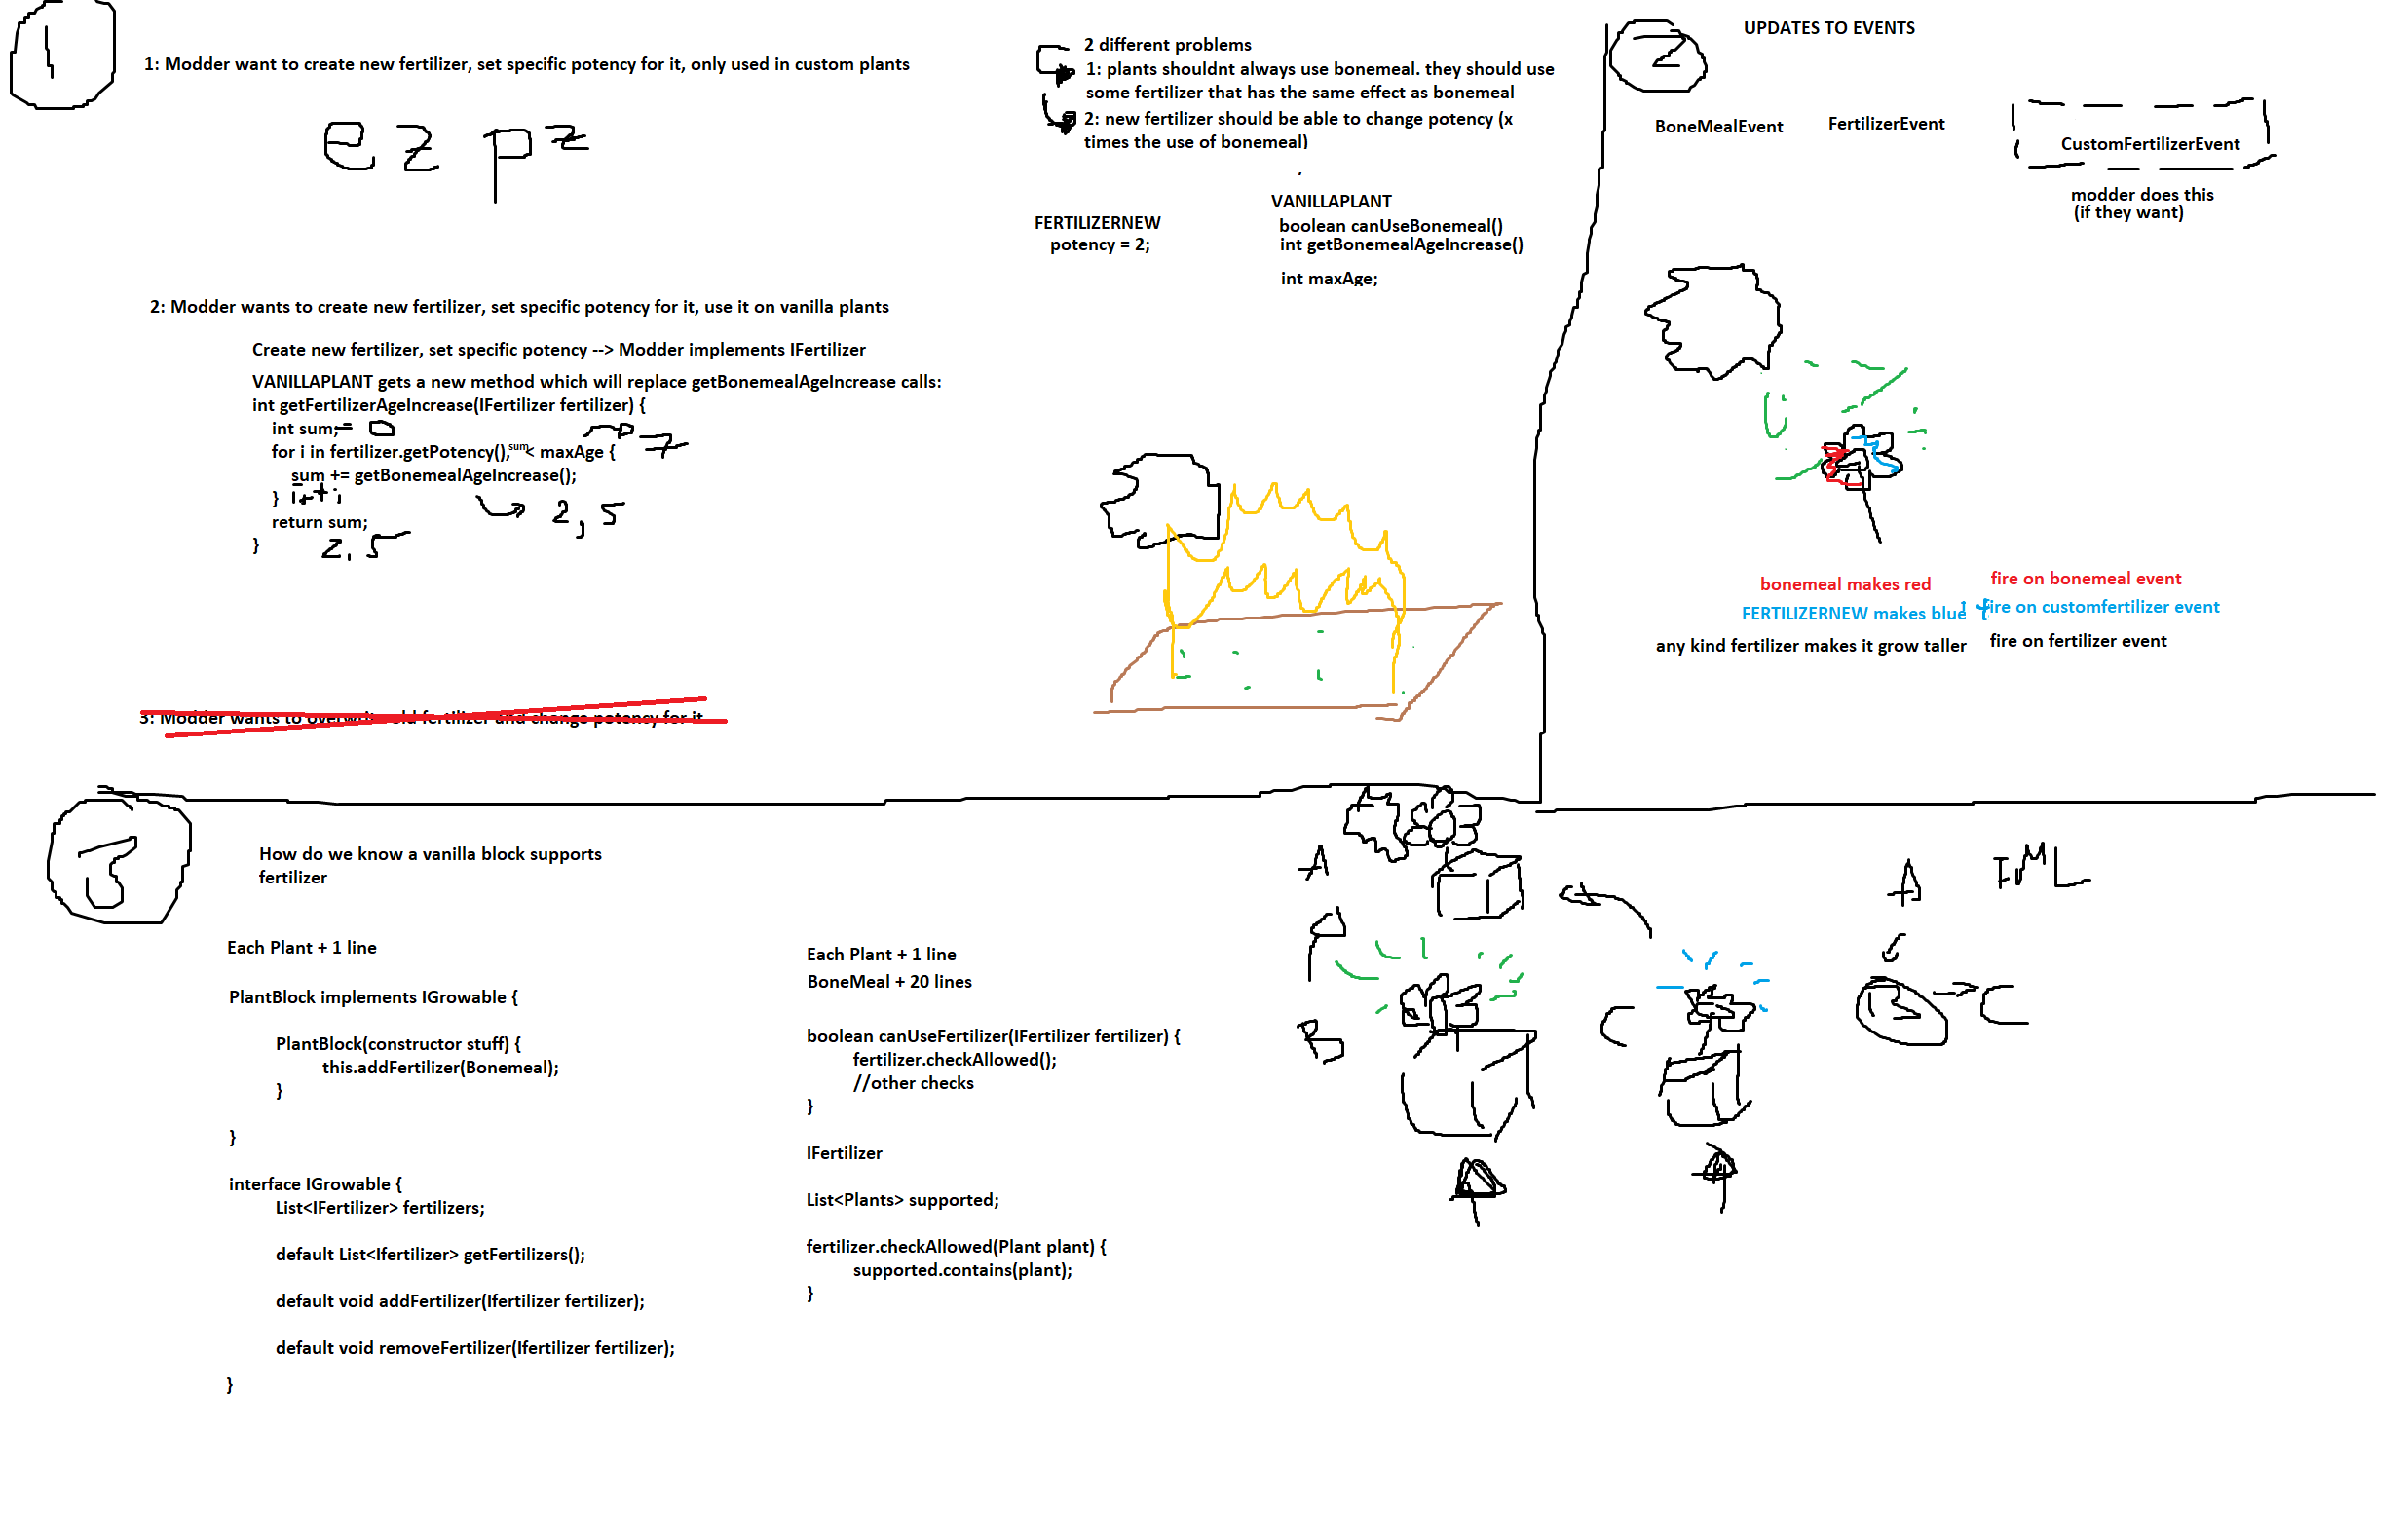 1
1: Modder want to create new fertilizer, set specific potency for it, only used in custom plants
ez pz
2: Modder wants to create new fertilizer, set specific potency for it, use it on vanilla plants
Create new fertilizer, set specific potency --> Modder implements IFertilizer
VANILLAPLANT gets a new method which will replace getBonemealAgeIncrease calls:
int getFertilizerAgeIncrease(IFertilizer fertilizer) {
int sum; = 0
for i in fertilizer.getPotency(), sum < maxAge { → 7
sum += getBonemealAgeIncrease();
} i++; → 2, 5
return sum;
} 2, 5
3: Modder wants to overwrite old fertilizer and change potency for it
2 different problems
1: plants shouldnt always use bonemeal. they should use
some fertilizer that has the same effect as bonemeal
2: new fertilizer should be able to change potency (x
times the use of bonemeal)
FERTILIZERNEW
potency = 2;
VANILLAPLANT
boolean canUseBonemeal()
int getBonemealAgeIncrease()
int maxAge;
2
UPDATES TO EVENTS
BoneMealEvent
FertilizerEvent
CustomFertilizerEvent
modder does this
(if they want)
bonemeal makes red
fire on bonemeal event
FERTILIZERNEW makes blue
fire on customfertilizer event
any kind fertilizer makes it grow taller
fire on fertilizer event
3
How do we know a vanilla block supports
fertilizer
Each Plant + 1 line
PlantBlock implements IGrowable {
PlantBlock(constructor stuff) {
this.addFertilizer(Bonemeal);
}
}
interface IGrowable {
List<IFertilizer> fertilizers;
default List<Ifertilizer> getFertilizers();
default void addFertilizer(Ifertilizer fertilizer);
default void removeFertilizer(Ifertilizer fertilizer);
}
Each Plant + 1 line
BoneMeal + 20 lines
boolean canUseFertilizer(IFertilizer fertilizer) {
fertilizer.checkAllowed();
//other checks
}
IFertilizer
List<Plants> supported;
fertilizer.checkAllowed(Plant plant) {
supported.contains(plant);
}
A
B
C
A
B → C